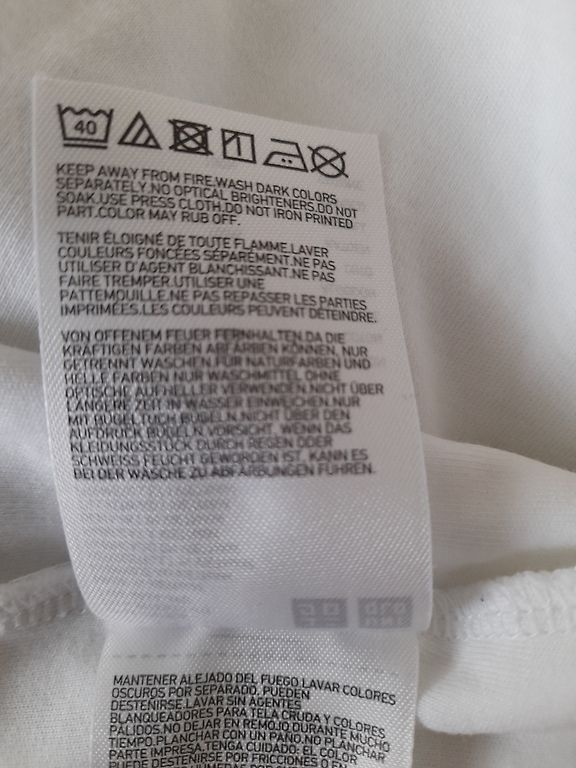 40
KEEP AWAY FROM FIRE.WASH DARK COLORS
SEPARATELY.NO OPTICAL BRIGHTENERS.DO NOT
SOAK.USE PRESS CLOTH.DO NOT IRON PRINTED
PART.COLOR MAY RUB OFF.
TENIR ÉLOIGNÉ DE TOUTE FLAMME.LAVER
COULEURS FONCÉES SÉPARÉMENT.NE PAS
UTILISER D'AGENT BLANCHISSANT.NE PAS
FAIRE TREMPER.UTILISER UNE
PATTEMOUILLE.NE PAS REPASSER LES PARTIES
IMPRIMÉES.LES COULEURS PEUVENT DÉTEINDRE.
VON OFFENEM FEUER FERNHALTEN.DA DIE
KRÄFTIGEN FARBEN ABFÄRBEN KÖNNEN, NUR
GETRENNT WASCHEN.FÜR NATURFARBEN UND
HELLE FARBEN NUR WASCHMITTEL OHNE
OPTISCHE AUFHELLER VERWENDEN.NICHT ÜBER
LÄNGERE ZEIT IN WASSER EINWEICHEN.NUR
MIT BÜGELTUCH BÜGELN.NICHT ÜBER DEN
AUFDRUCK BÜGELN.VORSICHT, WENN DAS
KLEIDUNGSSTÜCK DURCH REGEN ODER
SCHWEISS FEUCHT GEWORDEN IST, KANN ES
BEI DER WÄSCHE ZU ABFÄRBUNGEN FÜHREN.
MANTENER ALEJADO DEL FUEGO.LAVAR COLORES
OSCUROS POR SEPARADO, PUEDEN
DESTEÑIRSE.LAVAR SIN AGENTES
BLANQUEADORES PARA TELA CRUDA Y COLORES
PÁLIDOS.NO DEJAR EN REMOJO DURANTE MUCHO
TIEMPO.PLANCHAR CON UN PAÑO.NO PLANCHAR
PARTE IMPRESA.TENGA CUIDADO: EL COLOR
PUEDE DESTEÑIRSE POR FRICCIONES O EL